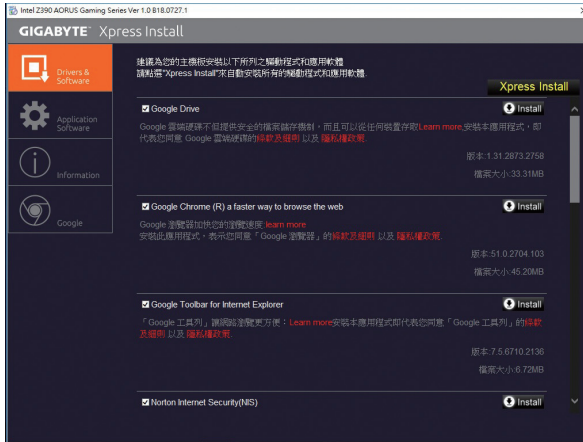 Intel Z390 AORUS Gaming Series Ver 1.0 B18.0727.1
GIGABYTE™ Xpress Install
Drivers &
Software
Application
Software
Information
Google
建議為您的主機板安裝以下所列之驅動程式和應用軟體
請點選"Xpress Install"來自動安裝所有的驅動程式和應用軟體.
Xpress Install
Google Drive
Install
Google 雲端硬碟不但提供安全的檔案儲存機制，而且可以從任何裝置存取Learn more,安裝本應用程式，即
代表您同意 Google 雲端硬碟的條款及細則 以及 隱私權政策.
版本:1.31.2873.2758
檔案大小:33.31MB
Google Chrome (R) a faster way to browse the web
Install
Google 瀏覽器加快您的瀏覽速度 learn more
安裝此應用程式，表示您同意「Google 瀏覽器」的條款及細則 以及 隱私權政策.
版本:51.0.2704.103
檔案大小:45.20MB
Google Toolbar for Internet Explorer
Install
「Google 工具列」讓網路瀏覽更方便：Learn more安裝本應用程式即代表您同意「Google 工具列」的條款
及細則 以及 隱私權政策.
版本:7.5.6710.2136
檔案大小:6.72MB
Norton Internet Security(NIS)
Install